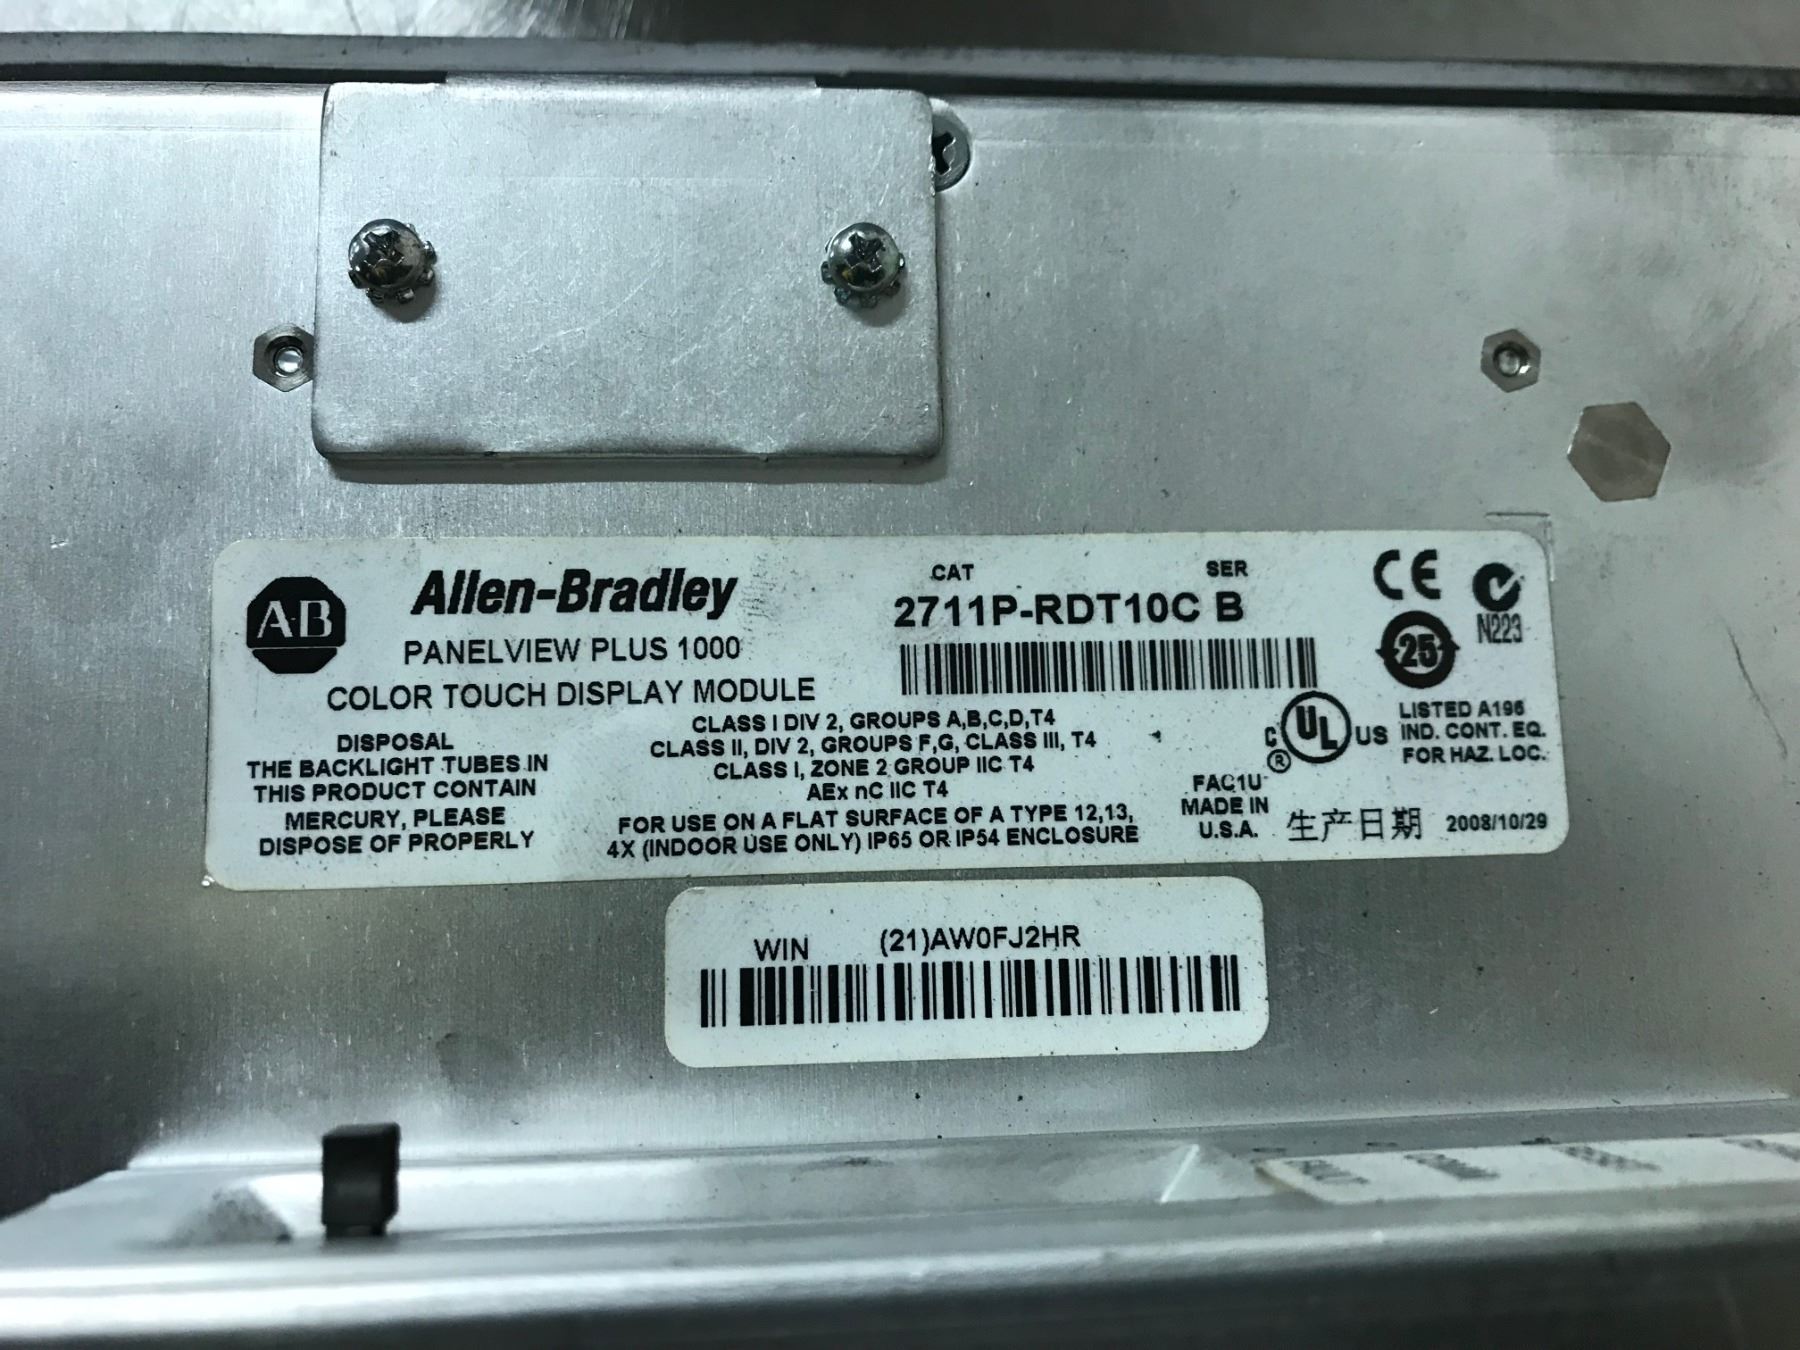 AB
Allen-Bradley
PANELVIEW PLUS 1000
COLOR TOUCH DISPLAY MODULE
DISPOSAL
THE BACKLIGHT TUBES IN
THIS PRODUCT CONTAIN
MERCURY, PLEASE
DISPOSE OF PROPERLY
CAT SER
2711P-RDT10C B
CLASS I DIV 2, GROUPS A,B,C,D,T4
CLASS II, DIV 2, GROUPS F,G, CLASS III, T4
CLASS I, ZONE 2 GROUP IIC T4
AEx nC IIC T4
FOR USE ON A FLAT SURFACE OF A TYPE 12,13,
4X (INDOOR USE ONLY) IP65 OR IP54 ENCLOSURE
CE
N223
25
C UL US ®
LISTED A196
IND. CONT. EQ.
FOR HAZ. LOC.
FAC1U
MADE IN
U.S.A.
生产日期 2008/10/29
WIN (21)AW0FJ2HR